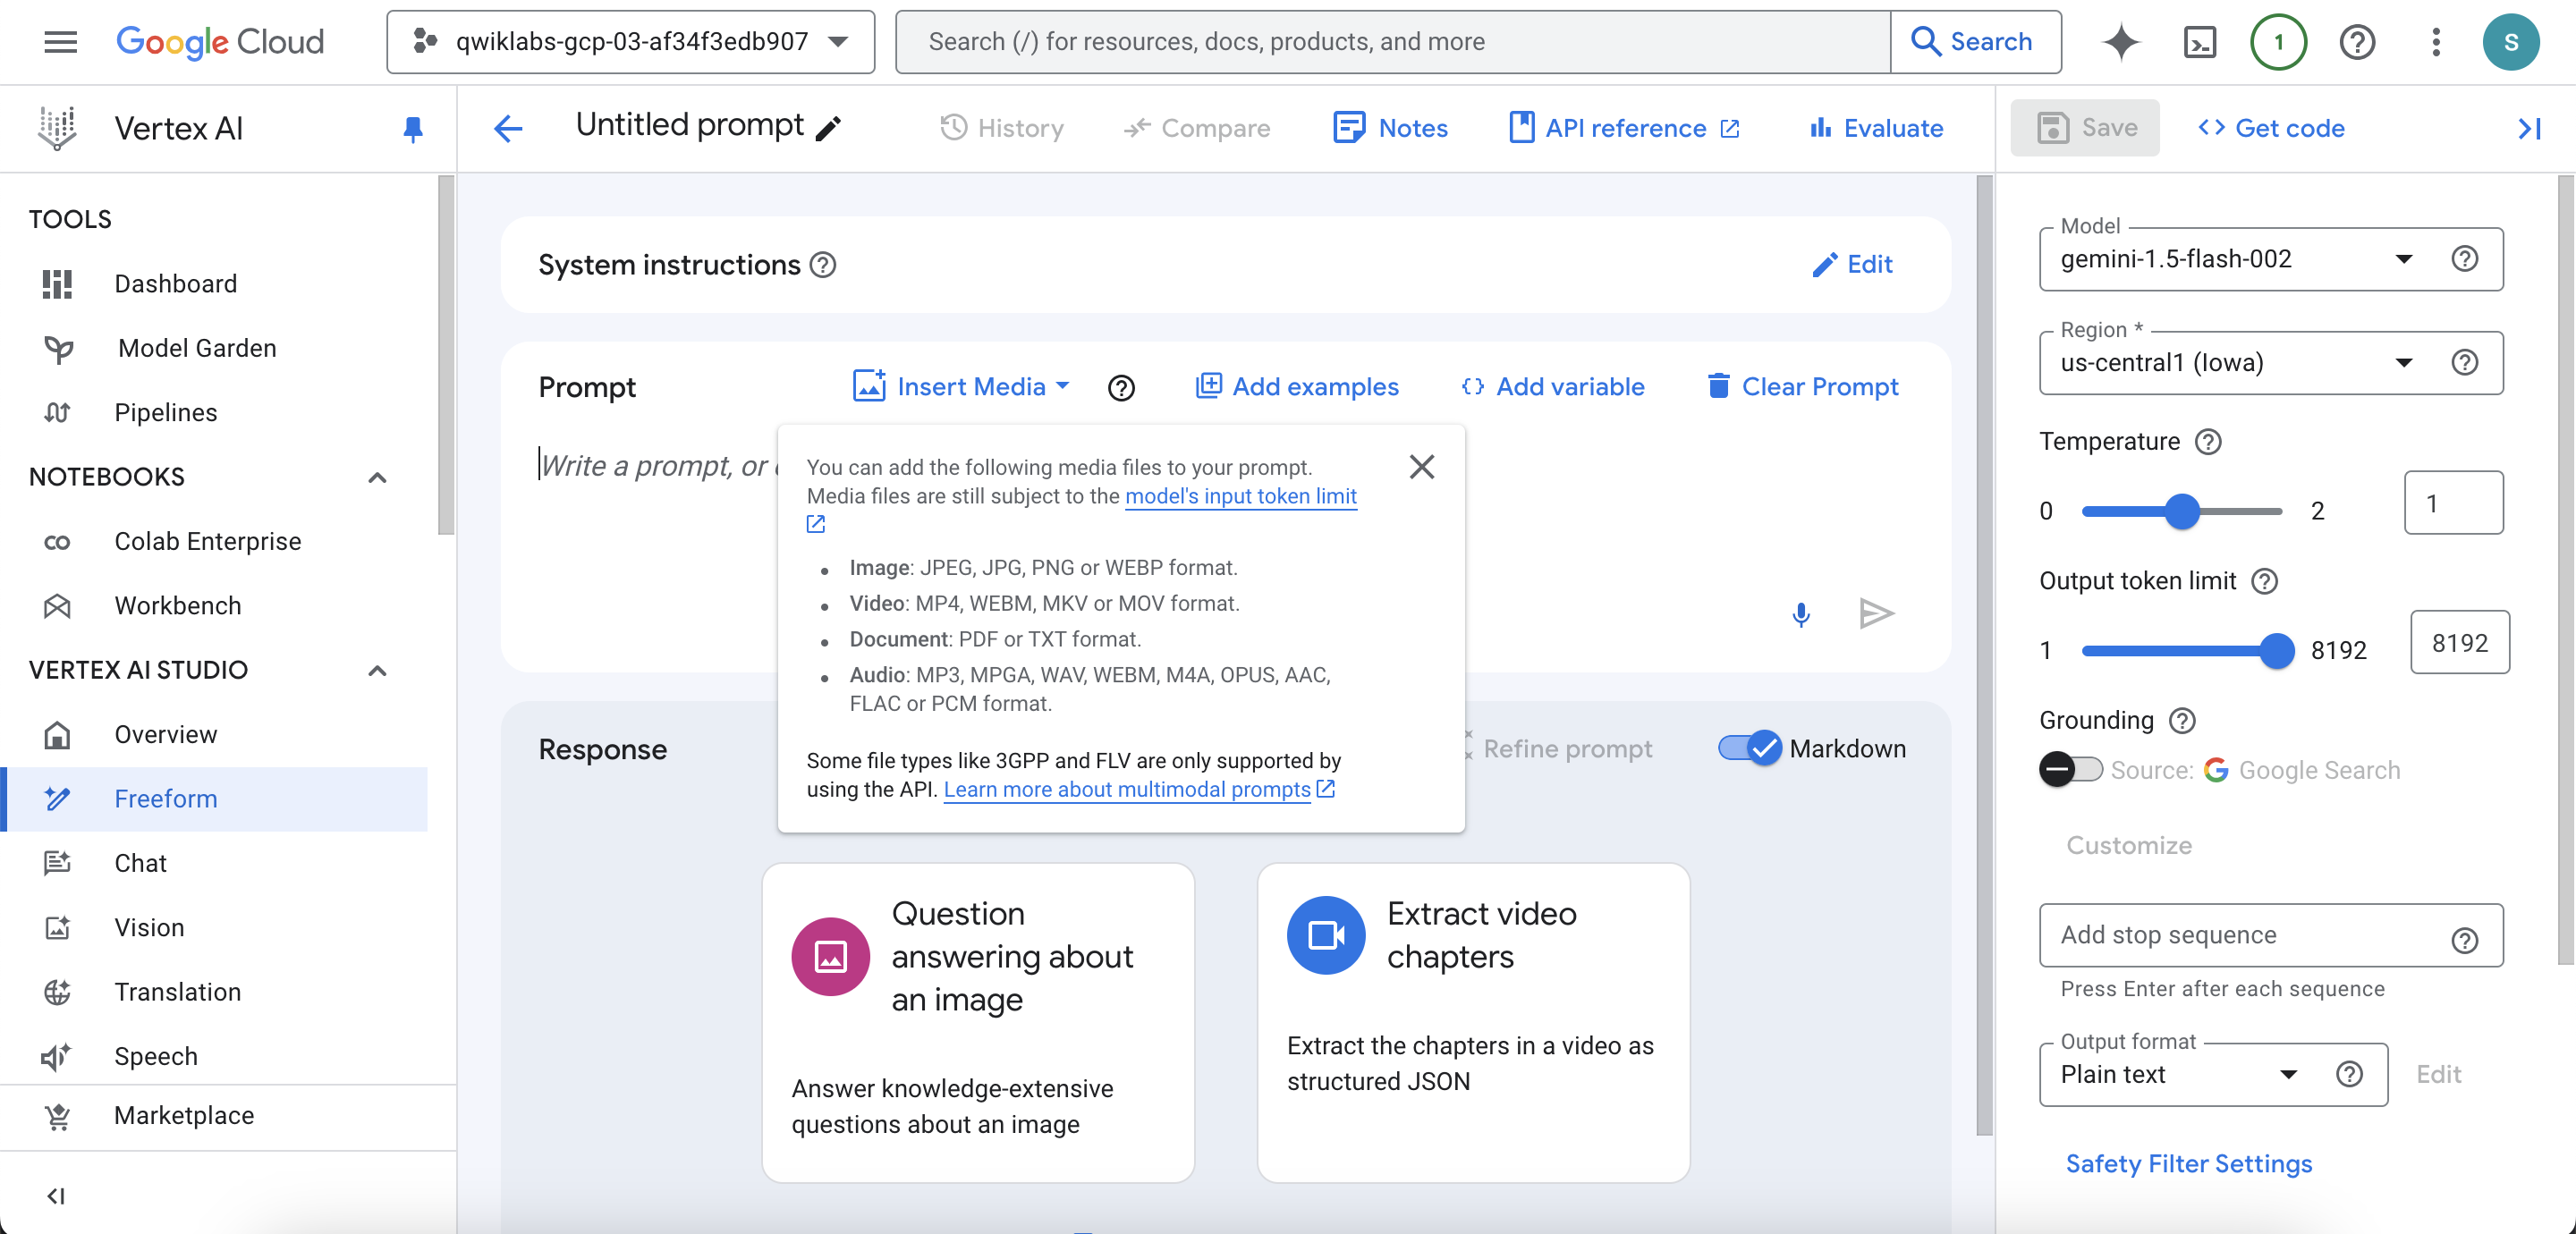 Google Cloud
qwiklabs-gcp-03-af34f3edb907
Search (/) for resources, docs, products, and more
Search
1
S
Vertex AI
Untitled prompt
History
Compare
Notes
API reference
Evaluate
Save
Get code
TOOLS
Dashboard
Model Garden
Pipelines
NOTEBOOKS
Colab Enterprise
Workbench
VERTEX AI STUDIO
Overview
Freeform
Chat
Vision
Translation
Speech
Marketplace
System instructions
Edit
Prompt
Insert Media
Add examples
Add variable
Clear Prompt
Write a prompt, or
You can add the following media files to your prompt.
Media files are still subject to the model's input token limit
Image: JPEG, JPG, PNG or WEBP format.
Video: MP4, WEBM, MKV or MOV format.
Document: PDF or TXT format.
Audio: MP3, MPGA, WAV, WEBM, M4A, OPUS, AAC,
FLAC or PCM format.
Some file types like 3GPP and FLV are only supported by
using the API. Learn more about multimodal prompts
Response
Refine prompt
Markdown
Question
answering about
an image
Answer knowledge-extensive
questions about an image
Extract video
chapters
Extract the chapters in a video as
structured JSON
Model
gemini-1.5-flash-002
Region *
us-central1 (Iowa)
Temperature
0 2 1
Output token limit
1 8192 8192
Grounding
Source: Google Search
Customize
Add stop sequence
Press Enter after each sequence
Output format
Plain text
Edit
Safety Filter Settings